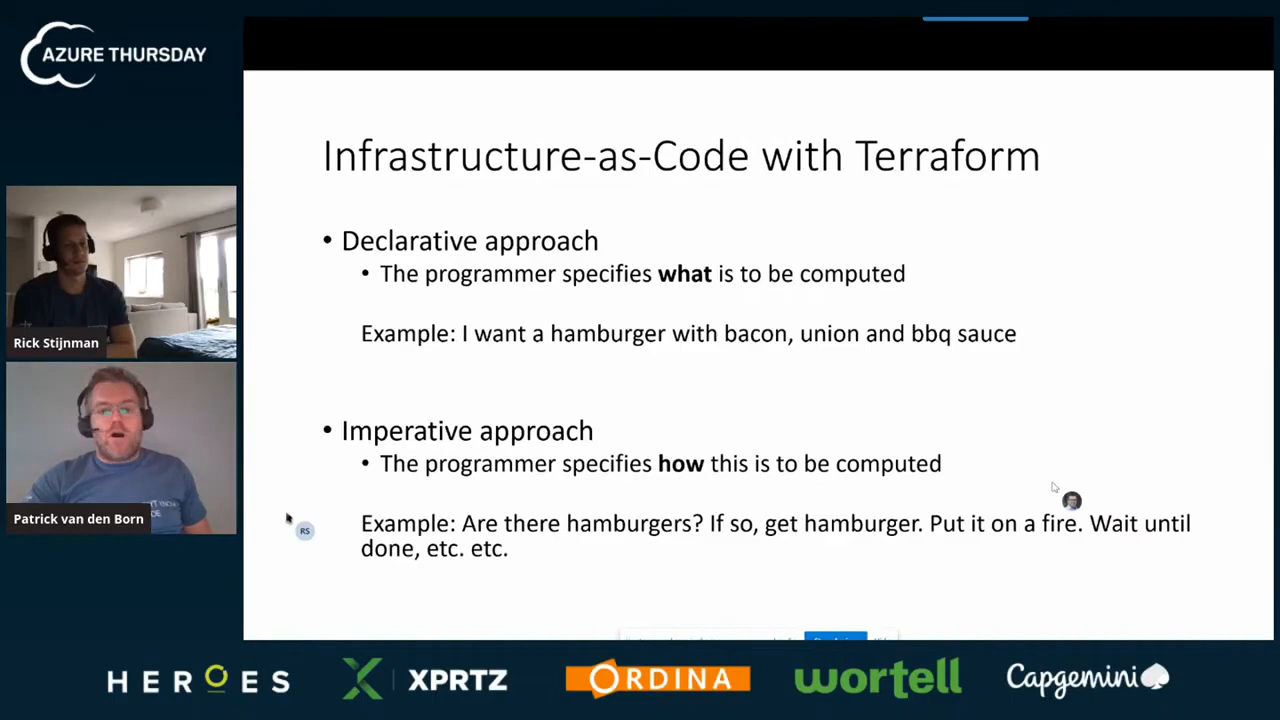 AZURE THURSDAY
Infrastructure-as-Code with Terraform
• Declarative approach
• The programmer specifies what is to be computed
Example: I want a hamburger with bacon, union and bbq sauce
• Imperative approach
• The programmer specifies how this is to be computed
Example: Are there hamburgers? If so, get hamburger. Put it on a fire. Wait until
done, etc. etc.
Rick Stijnman
Patrick van den Born
RS
HEROES
XPRTZ
ORDINA
wortell
Capgemini